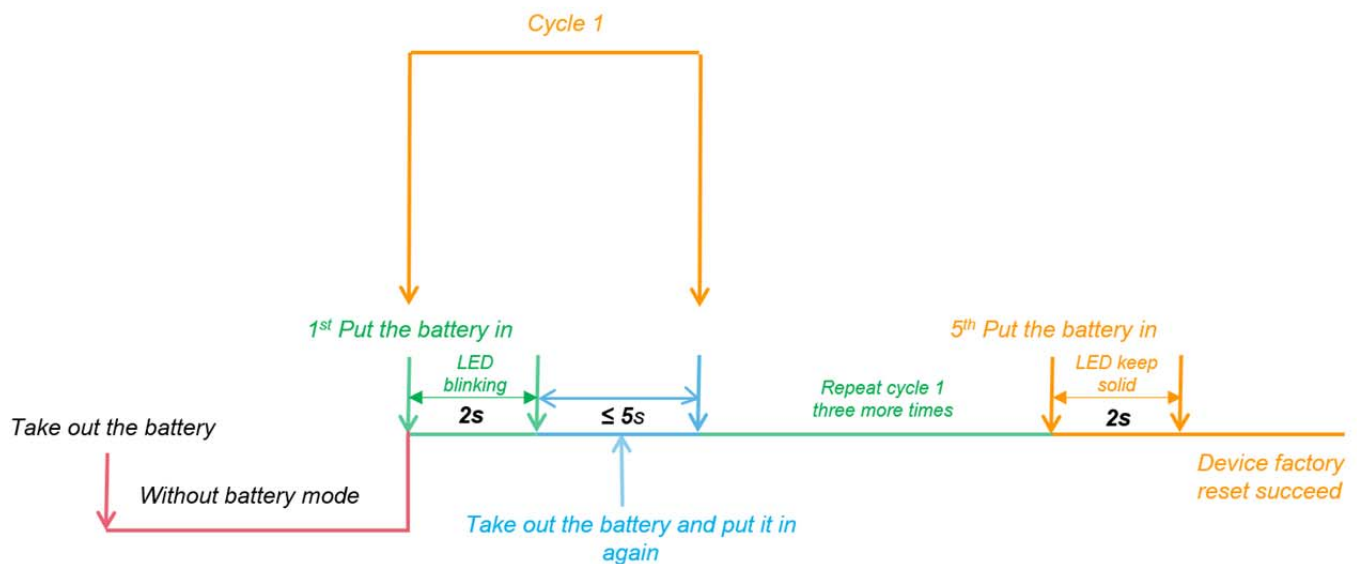 Cycle 1
1st Put the battery in
5th Put the battery in
LED
blinking
LED keep
solid
Repeat cycle 1
three more times
2s
≤ 5s
2s
Take out the battery
Without battery mode
Device factory
reset succeed
Take out the battery and put it in
again